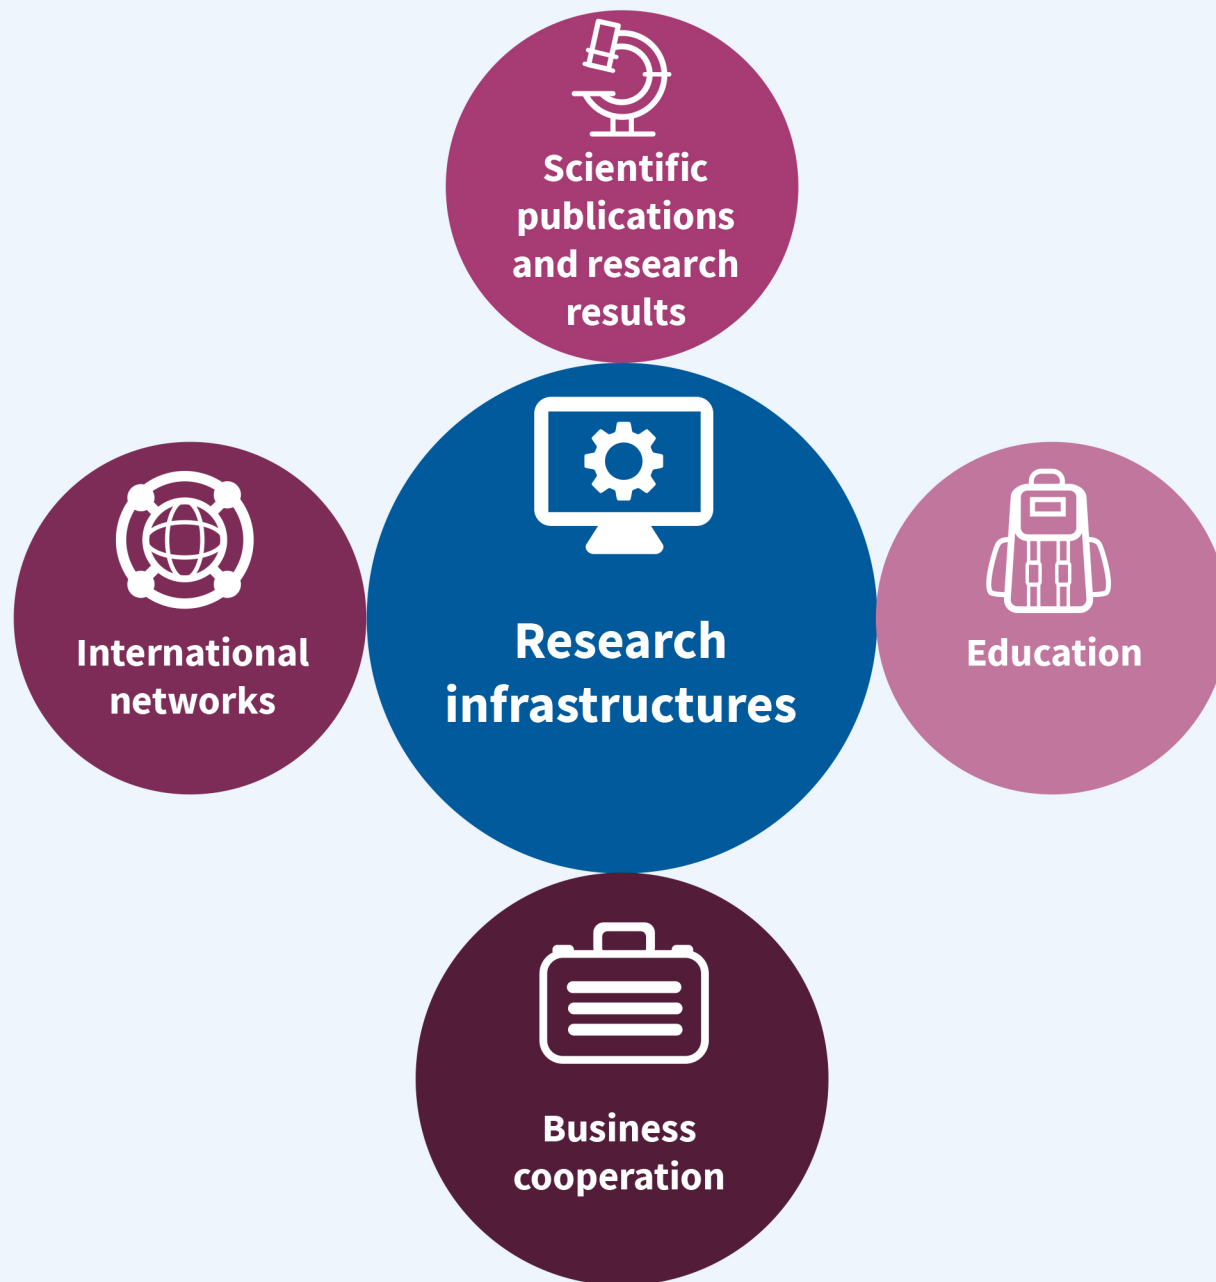 Scientific
publications
and research
results
International
networks
Research
infrastructures
Education
Business
cooperation